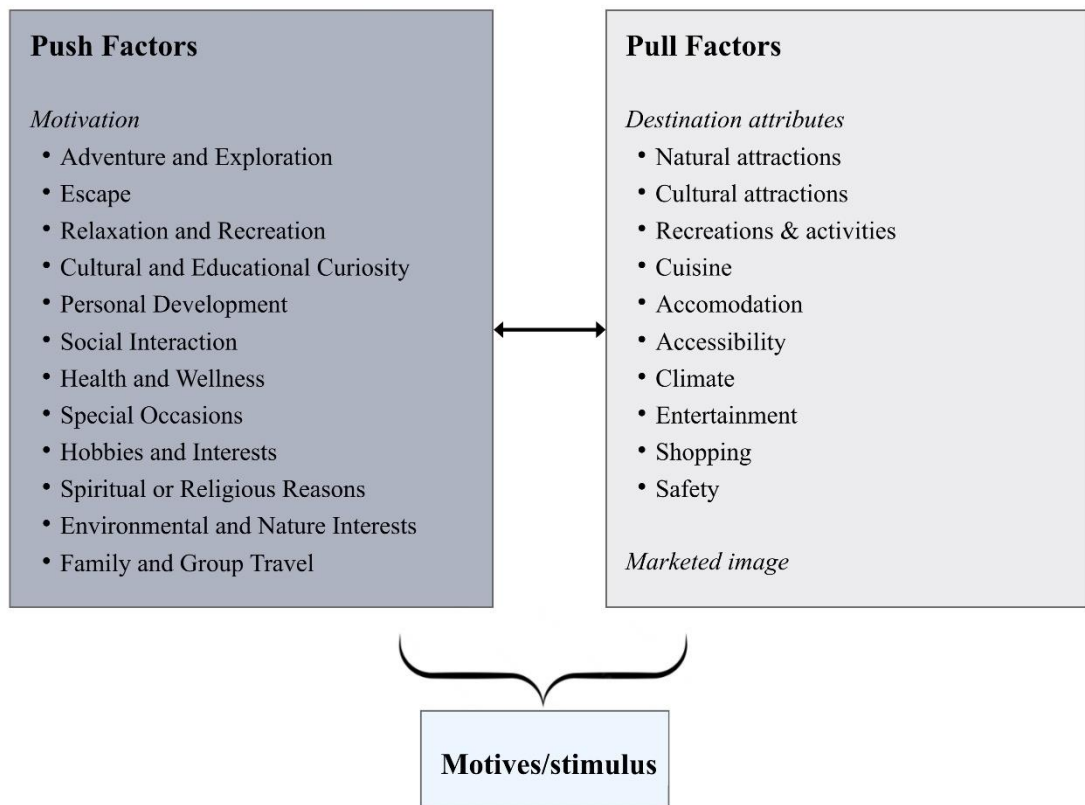 Push Factors
Motivation
• Adventure and Exploration
• Escape
• Relaxation and Recreation
• Cultural and Educational Curiosity
• Personal Development
• Social Interaction
• Health and Wellness
• Special Occasions
• Hobbies and Interests
• Spiritual or Religious Reasons
• Environmental and Nature Interests
• Family and Group Travel
Pull Factors
Destination attributes
• Natural attractions
• Cultural attractions
• Recreations & activities
• Cuisine
• Accomodation
• Accessibility
• Climate
• Entertainment
• Shopping
• Safety
Marketed image
Motives/stimulus